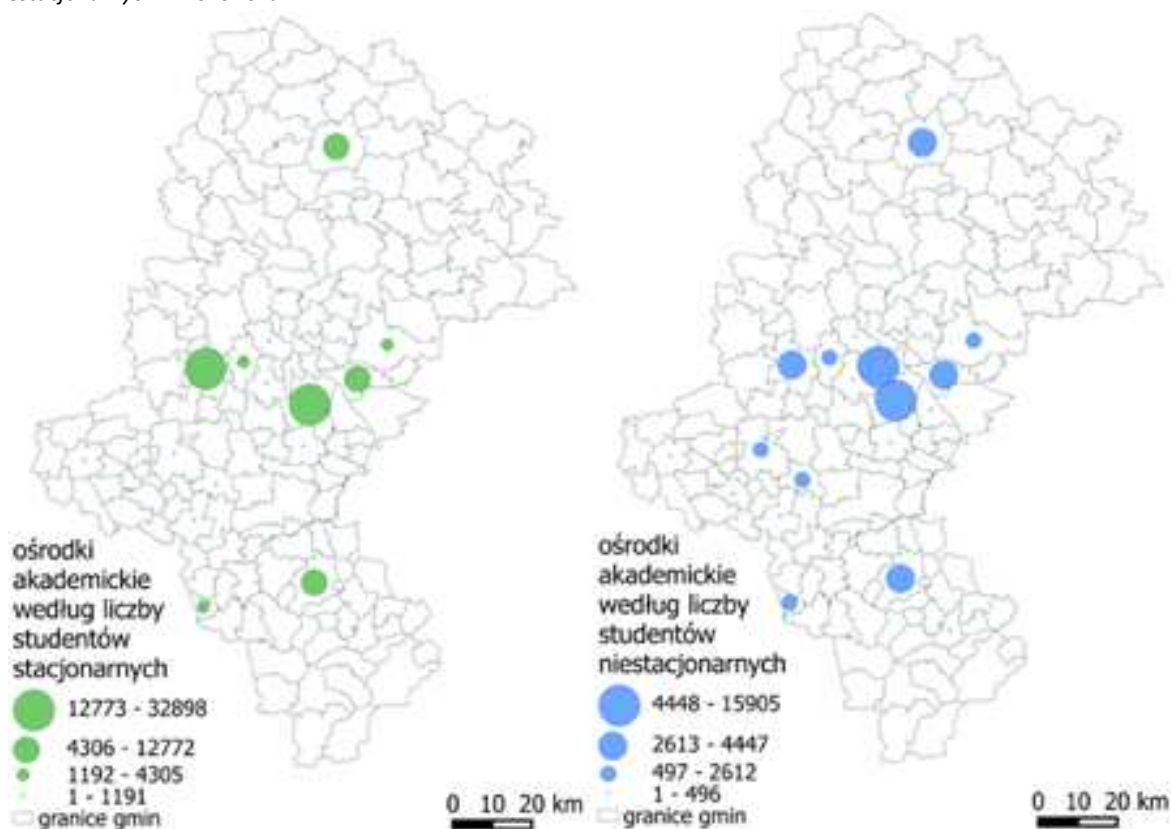 ośrodki
akademickie
według liczby
studentów
stacjonarnych
12773 - 32898
4306 - 12772
1192 - 4305
1 - 1191
granice gmin
0 10 20 km
ośrodki
akademickie
według liczby
studentów
niestacjonarnych
4448 - 15905
2613 - 4447
497 - 2612
1 - 496
granice gmin
0 10 20 km